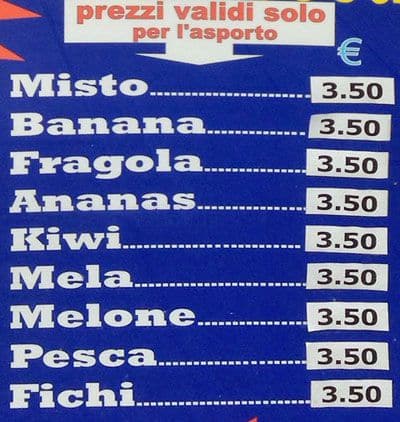 prezzi validi solo
per l'asporto
€
Misto 3.50
Banana 3.50
Fragola 3.50
Ananas 3.50
Kiwi 3.50
Mela 3.50
Melone 3.50
Pesca 3.50
Fichi 3.50